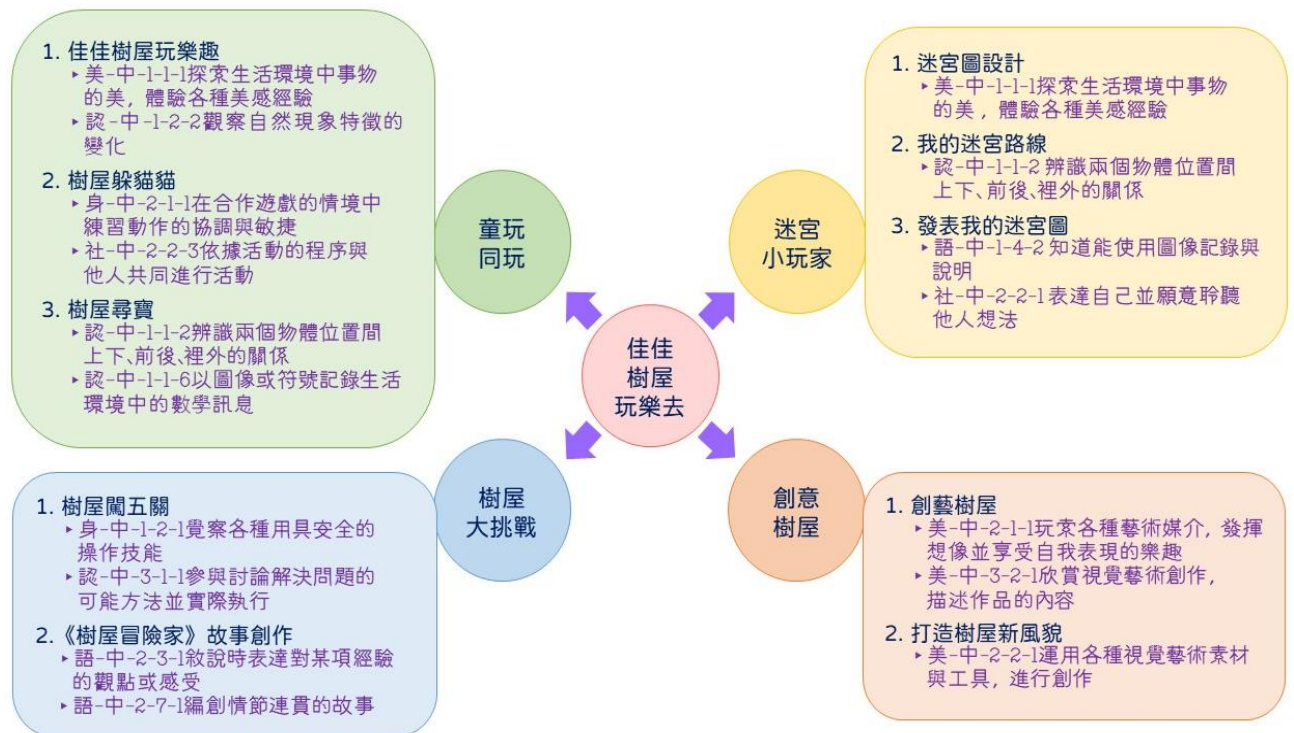 1. 佳佳樹屋玩樂趣
▸美-中-1-1-1探索生活環境中事物
的美，體驗各種美感經驗
▸認-中-1-2-2觀察自然現象特徵的
變化
2. 樹屋躲貓貓
▸身-中-2-1-1在合作遊戲的情境中
練習動作的協調與敏捷
▸社-中-2-2-3依據活動的程序與
他人共同進行活動
3. 樹屋尋寶
▸認-中-1-1-2辨識兩個物體位置間
上下、前後、裡外的關係
▸認-中-1-1-6以圖像或符號記錄生活
環境中的數學訊息
童玩
同玩
迷宮
小玩家
1. 迷宮圖設計
▸美-中-1-1-1探索生活環境中事物
的美，體驗各種美感經驗
2. 我的迷宮路線
▸認-中-1-1-2 辨識兩個物體位置間
上下、前後、裡外的關係
3. 發表我的迷宮圖
▸語-中-1-4-2 知道能使用圖像記錄與
說明
▸社-中-2-2-1 表達自己並願意聆聽
他人想法
佳佳
樹屋
玩樂去
1. 樹屋闖五關
▸身-中-1-2-1覺察各種用具安全的
操作技能
▸認-中-3-1-1參與討論解決問題的
可能方法並實際執行
2.《樹屋冒險家》故事創作
▸語-中-2-3-1敘說時表達對某項經驗
的觀點或感受
▸語-中-2-7-1編創情節連貫的故事
樹屋
大挑戰
創意
樹屋
1. 創藝樹屋
▸美-中-2-1-1玩索各種藝術媒介，發揮
想像並享受自我表現的樂趣
▸美-中-3-2-1欣賞視覺藝術創作，
描述作品的內容
2. 打造樹屋新風貌
▸美-中-2-2-1運用各種視覺藝術素材
與工具，進行創作